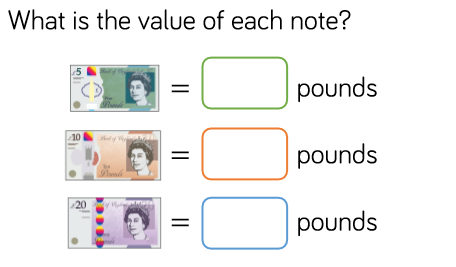 What is the value of each note?
£5
= pounds
£10
= pounds
£20
= pounds